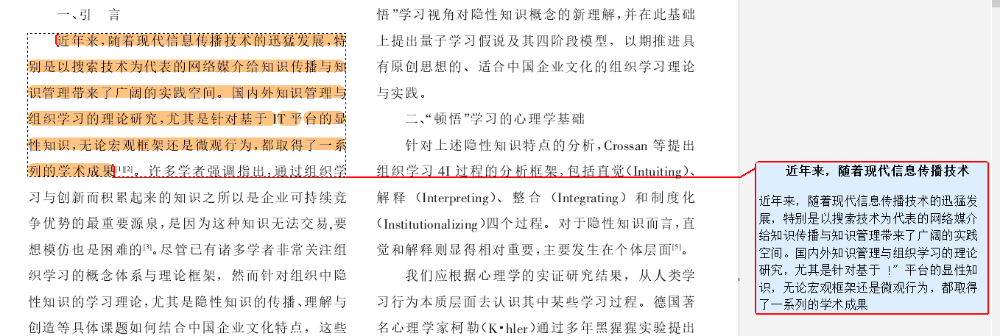 一、引 言
近年来,随着现代信息传播技术的迅猛发展,特
别是以搜索技术为代表的网络媒介给知识传播与知
识管理带来了广阔的实践空间。国内外知识管理与
组织学习的理论研究,尤其是针对基于 IT 平台的显
性知识,无论宏观框架还是微观行为,都取得了一系
列的学术成果[1][2]。许多学者强调指出,通过组织学
习与创新而积累起来的知识之所以是企业可持续竞
争优势的最重要源泉,是因为这种知识无法交易,要
想模仿也是困难的[3]。尽管已有诸多学者非常关注组
织学习的概念体系与理论框架，然而针对组织中隐
性知识的学习理论,尤其是隐性知识的传播、理解与
创造等具体课题如何结合中国企业文化特点，这些
悟”学习视角对隐性知识概念的新理解,并在此基础
上提出量子学习假说及其四阶段模型，以期推进具
有原创思想的、适合中国企业文化的组织学习理论
与实践。
二、“顿悟”学习的心理学基础
针对上述隐性知识特点的分析,Crossan 等提出
组织学习 4I 过程的分析框架,包括直觉(Intuiting)、
解释 (Interpreting)、整合 (Integrating) 和制度化
(Institutionalizing)四个过程。对于隐性知识而言,直
觉和解释则显得相对重要,主要发生在个体层面[5]。
我们应根据心理学的实证研究结果，从人类学
习行为本质层面去认识其中某些学习过程。德国著
名心理学家柯勒(K·hler)通过多年黑猩猩实验提出
近年来，随着现代信息传播技术
近年来，随着现代信息传播技术的迅猛发
展，特别是以搜索技术为代表的网络媒介
给知识传播与知识管理带来了广阔的实践
空间。国内外知识管理与组织学习的理论
研究，尤其是针对基于 !″ 平台的显性知
识，无论宏观框架还是微观行为，都取得
了一系列的学术成果